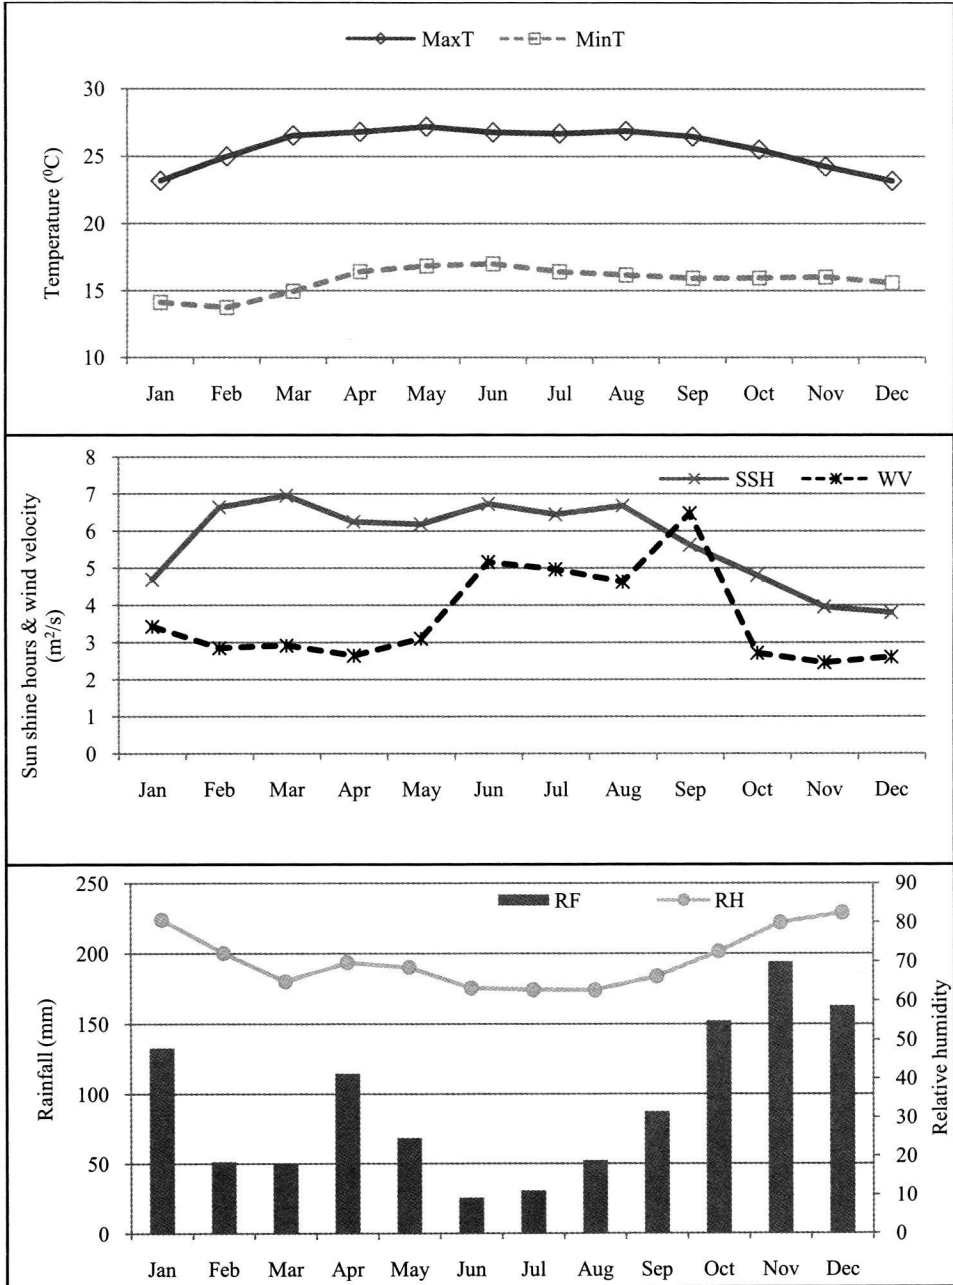 MaxT MinT
30
25
20
15
10
Temperature (⁰C)
Jan Feb Mar Apr May Jun Jul Aug Sep Oct Nov Dec
8
7
6
5
4
3
2
1
0
Sun shine hours & wind velocity
(m²/s)
SSH WV
Jan Feb Mar Apr May Jun Jul Aug Sep Oct Nov Dec
250
200
150
100
50
0
Rainfall (mm)
RF RH
90
80
70
60
50
40
30
20
10
0
Relative humidity
Jan Feb Mar Apr May Jun Jul Aug Sep Oct Nov Dec